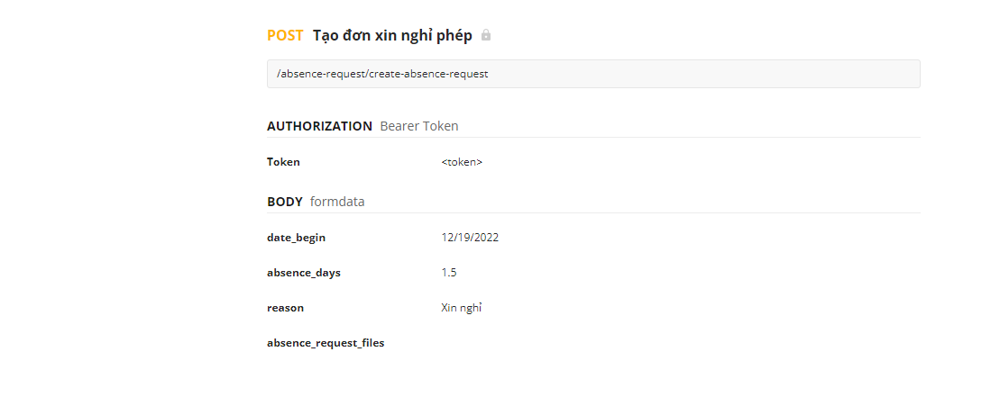 POST Tạo đơn xin nghỉ phép
/absence-request/create-absence-request
AUTHORIZATION Bearer Token
Token <token>
BODY formdata
date_begin 12/19/2022
absence_days 1.5
reason Xin nghỉ
absence_request_files